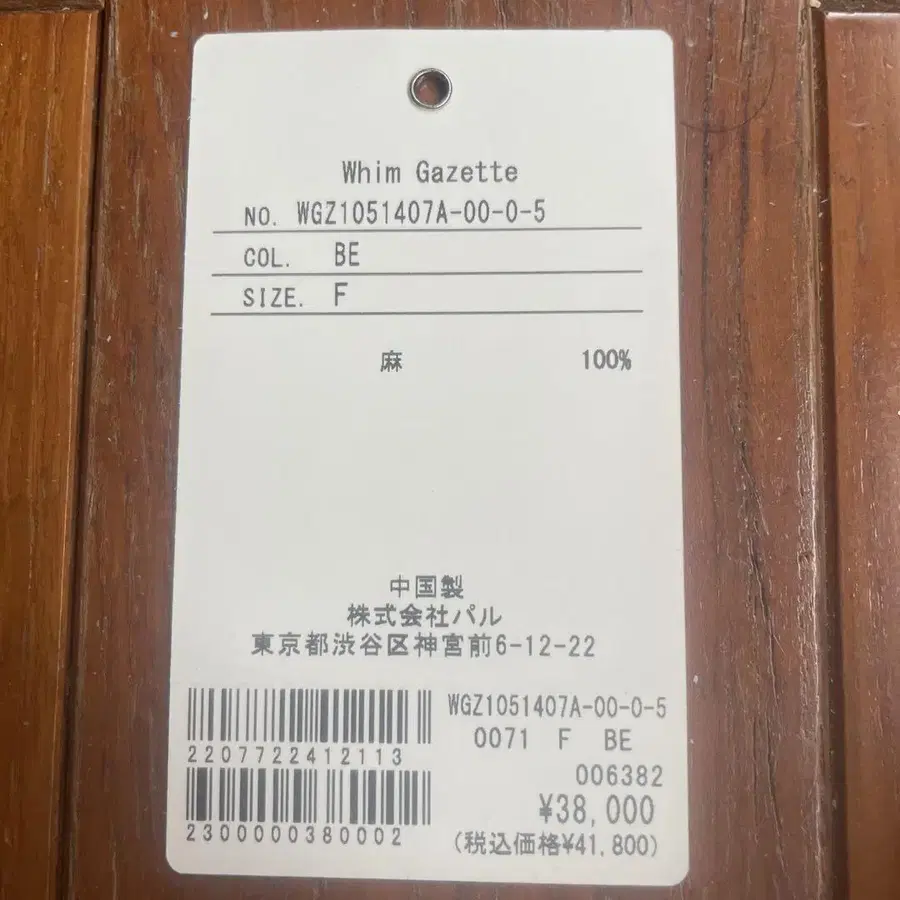 Whim Gazette
NO. WGZ1051407A-00-0-5
COL. BE
SIZE. F
麻 100%
中国製
株式会社パル
東京都渋谷区神宮前6-12-22
2207722412113
2300000380002
WGZ1051407A-00-0-5
0071 F BE
006382
¥38,000
(税込価格¥41,800)